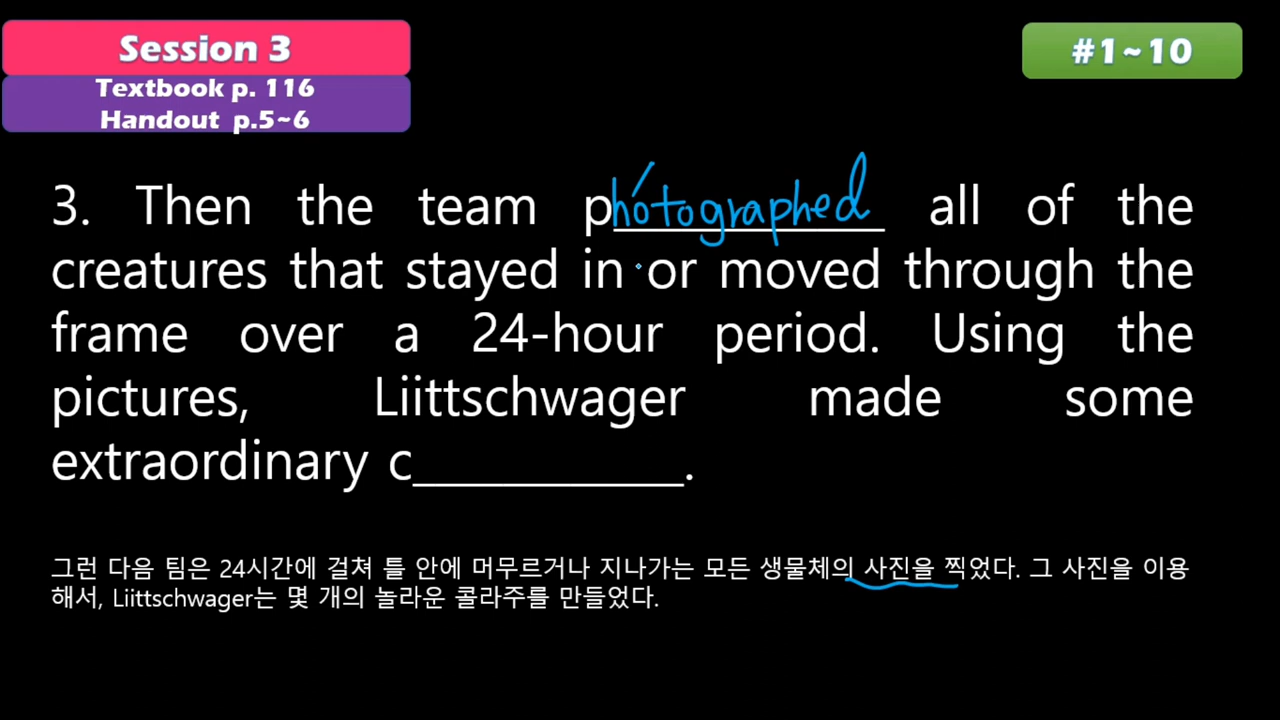 Session 3
Textbook p. 116
Handout p.5~6
#1~10
3. Then the team photographed all of the
creatures that stayed in or moved through the
frame over a 24-hour period. Using the
pictures, Liittschwager made some
extraordinary c__________.
그런 다음 팀은 24시간에 걸쳐 틀 안에 머무르거나 지나가는 모든 생물체의 사진을 찍었다. 그 사진을 이용
해서, Liittschwager는 몇 개의 놀라운 콜라주를 만들었다.